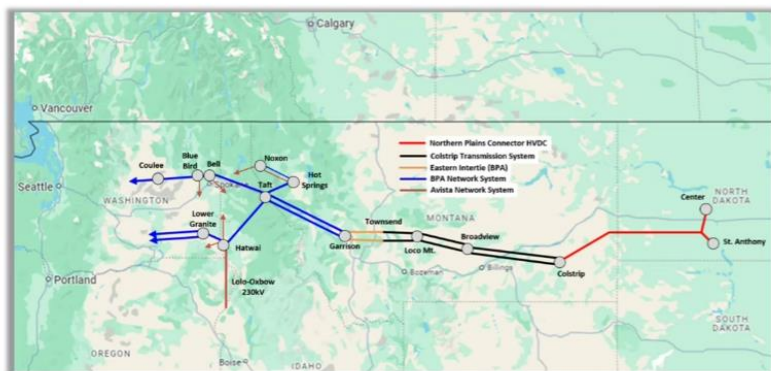 Calgary
Vancouver
Seattle
WASHINGTON
Portland
OREGON
Boise
IDAHO
Spokane
MONTANA
Bozeman
Billings
NORTH
DAKOTA
SOUTH
DAKOTA
Northern Plains Connector HVDC
Colstrip Transmission System
Eastern Intertie (BPA)
BPA Network System
Avista Network System
Coulee
Blue
Bird
Bell
Noxon
Hot
Springs
Taft
Lower
Granite
Hatwai
Lolo-Oxbow
230kV
Garrison
Townsend
Loco Mt.
Broadview
Colstrip
Center
St. Anthony